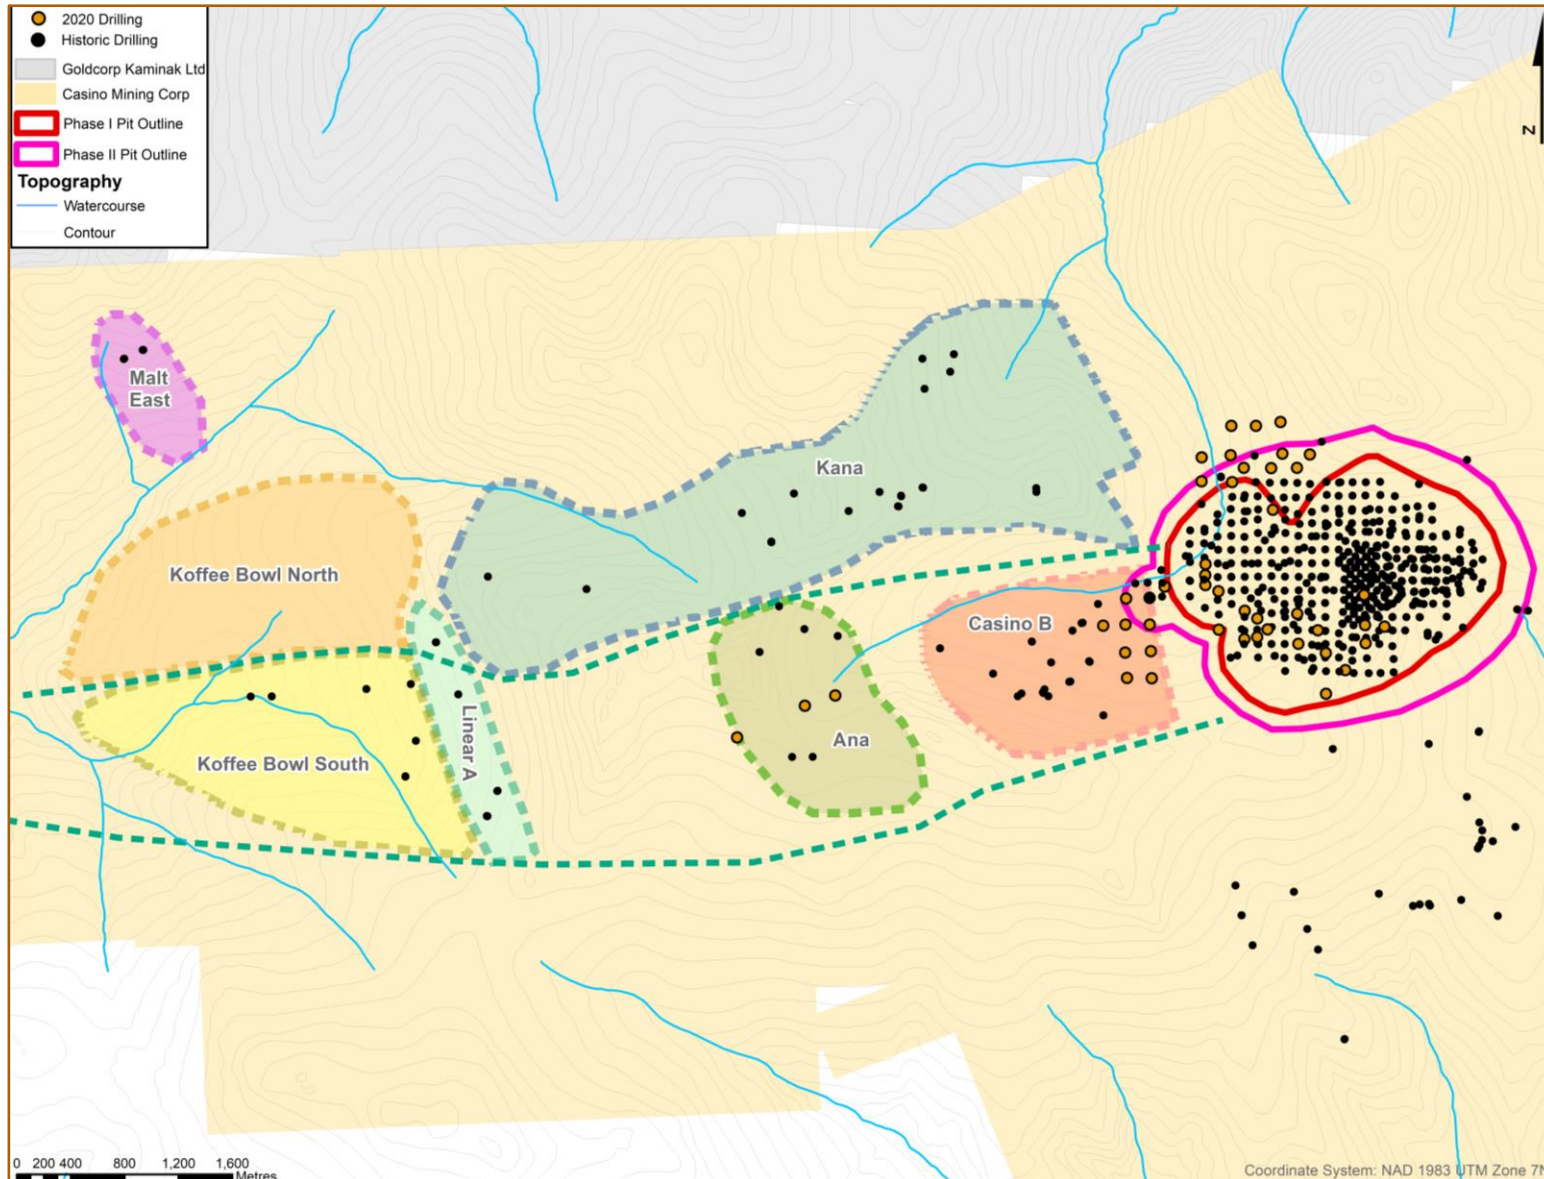 2020 Drilling
Historic Drilling
Goldcorp Kaminak Ltd
Casino Mining Corp
Phase I Pit Outline
Phase II Pit Outline
Topography
Watercourse
Contour
N
Malt
East
Kana
Koffee Bowl North
Casino B
Linear A
Ana
Koffee Bowl South
0 200 400 800 1,200 1,600
Metres
Coordinate System: NAD 1983 UTM Zone 7N